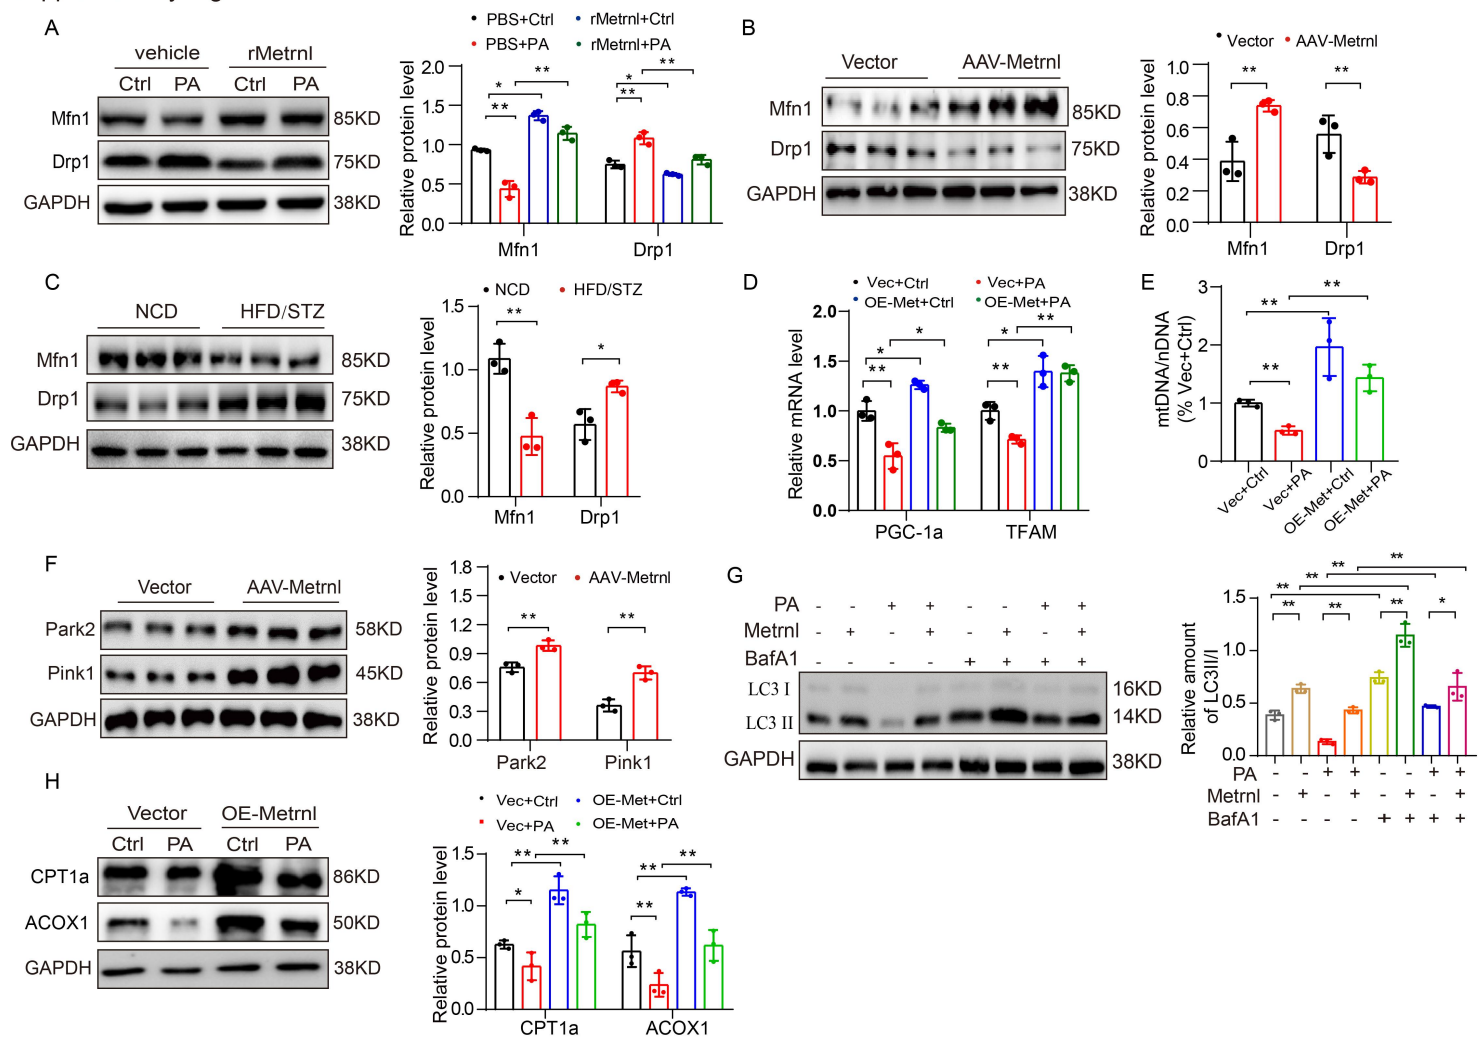 A
vehicle rMetrnl
Ctrl PA Ctrl PA
Mfn1 85KD
Drp1 75KD
GAPDH 38KD
PBS+Ctrl rMetrnl+Ctrl
PBS+PA rMetrnl+PA
Relative protein level
2.0
1.5
1.0
0.5
0.0
* ** ** * ** **
Mfn1 Drp1
B
Vector AAV-Metrnl
Mfn1 85KD
Drp1 75KD
GAPDH 38KD
Vector AAV-Metrnl
Relative protein level
1.0
0.8
0.6
0.4
0.2
0.0
** **
Mfn1 Drp1
C
NCD HFD/STZ
Mfn1 85KD
Drp1 75KD
GAPDH 38KD
NCD HFD/STZ
Relative protein level
1.5
1.0
0.5
0.0
** *
Mfn1 Drp1
D
Vec+Ctrl Vec+PA
OE-Met+Ctrl OE-Met+PA
Relative mRNA level
2.0
1.5
1.0
0.5
0.0
** * * ** * **
PGC-1a TFAM
E
mtDNA/nDNA
(% Vec+Ctrl)
3
2
1
0
** ** **
Vec+Ctrl Vec+PA OE-Met+Ctrl OE-Met+PA
F
Vector AAV-Metrnl
Park2 58KD
Pink1 45KD
GAPDH 38KD
Vector AAV-Metrnl
Relative protein level
1.8
1.5
1.2
0.9
0.6
0.3
0.0
** **
Park2 Pink1
G
PA - - + + - - + +
Metrnl - + - + - + - +
BafA1 - - - - + + + +
LC3 I 16KD
LC3 II 14KD
GAPDH 38KD
Relative amount
of LC3II/I
1.5
1.0
0.5
0.0
** ** ** *
** ** ** **
PA - - + + - - + +
Metrnl - + - + - + - +
BafA1 - - - - + + + +
H
Vector OE-Metrnl
Ctrl PA Ctrl PA
CPT1a 86KD
ACOX1 50KD
GAPDH 38KD
Vec+Ctrl OE-Met+Ctrl
Vec+PA OE-Met+PA
Relative protein level
1.5
1.0
0.5
0.0
* ** ** ** ** **
CPT1a ACOX1